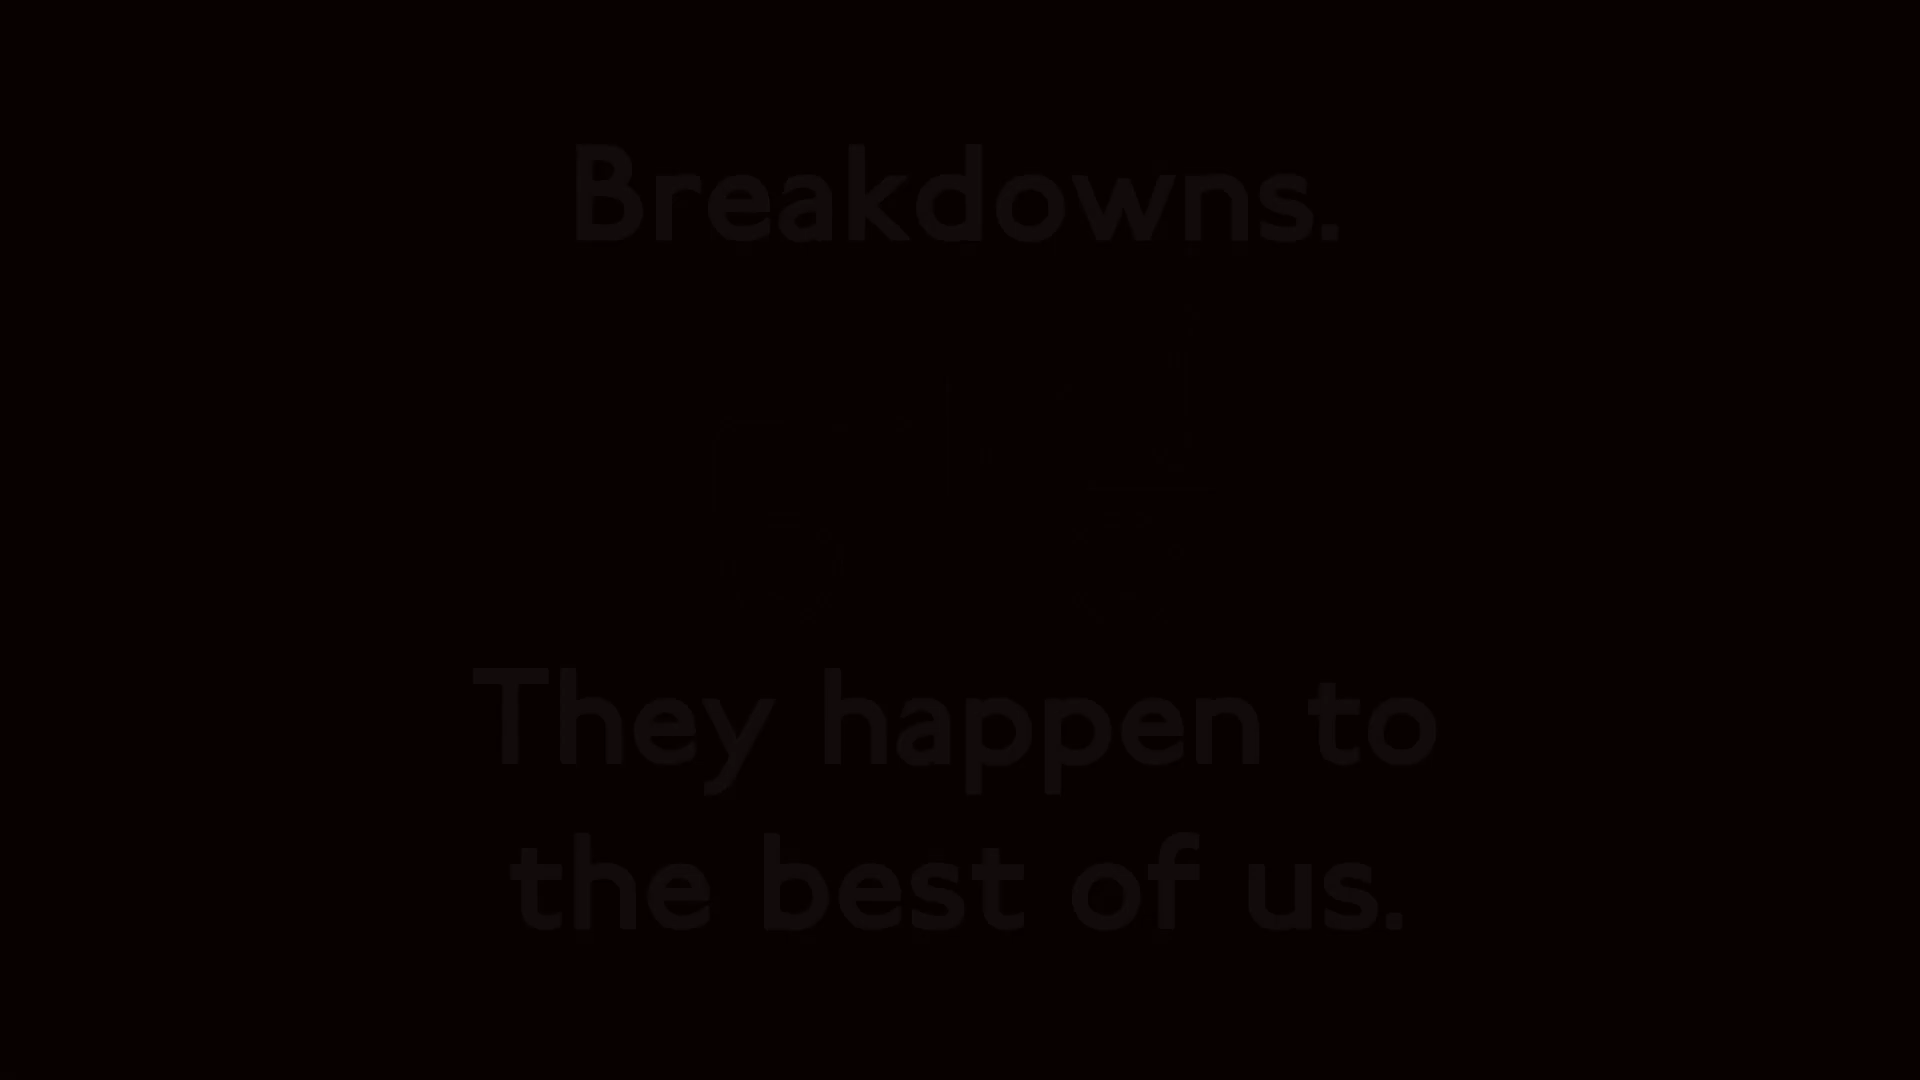 Breakdowns.
They happen to
the best of us.